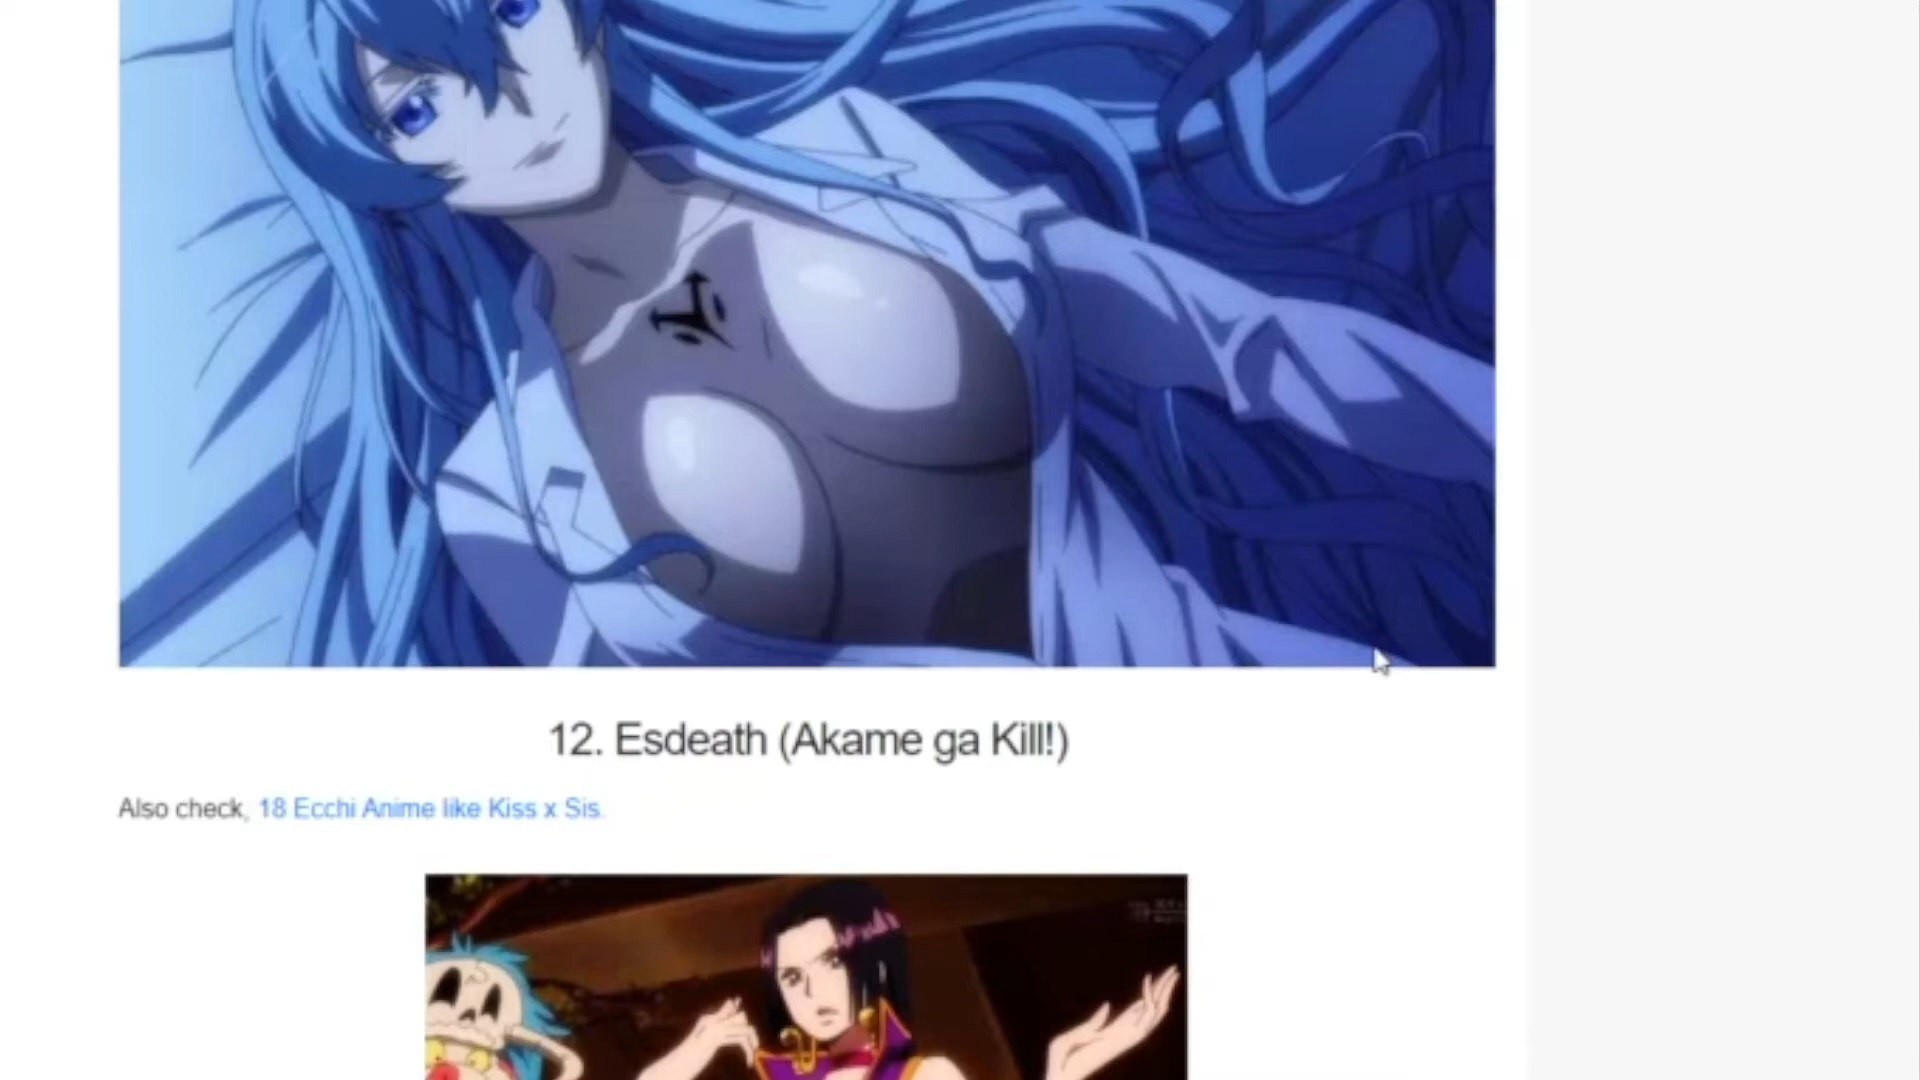 12. Esdeath (Akame ga Kill!)
Also check, 18 Ecchi Anime like Kiss x Sis.